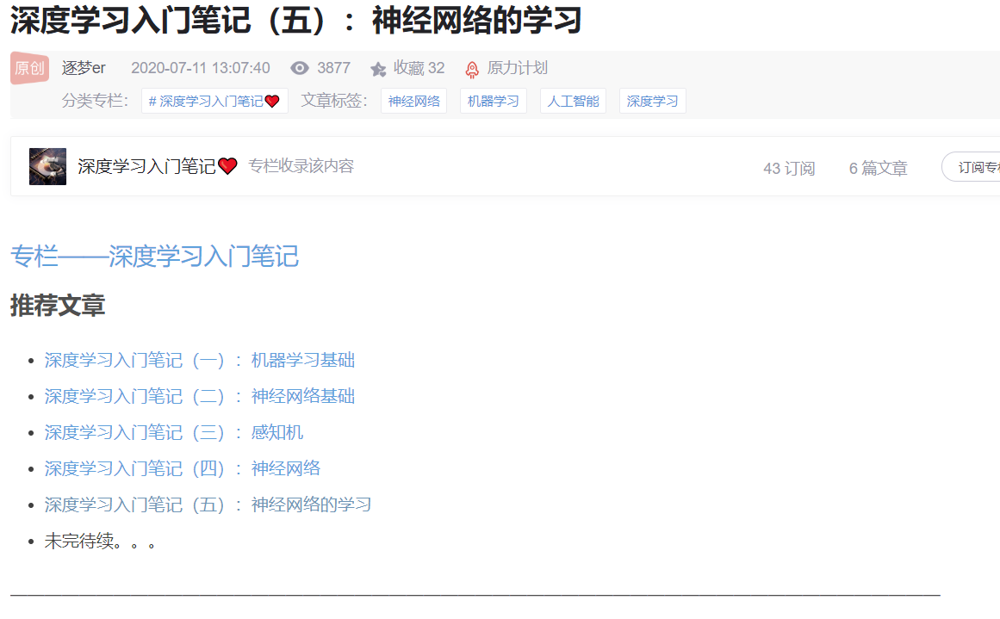 深度学习入门笔记（五）：神经网络的学习
原创 逐梦er 2020-07-11 13:07:40 3877 收藏 32 原力计划
分类专栏： # 深度学习入门笔记 文章标签： 神经网络 机器学习 人工智能 深度学习
深度学习入门笔记 专栏收录该内容 43 订阅 6 篇文章 订阅专
专栏——深度学习入门笔记
推荐文章
深度学习入门笔记（一）：机器学习基础
深度学习入门笔记（二）：神经网络基础
深度学习入门笔记（三）：感知机
深度学习入门笔记（四）：神经网络
深度学习入门笔记（五）：神经网络的学习
未完待续。。。